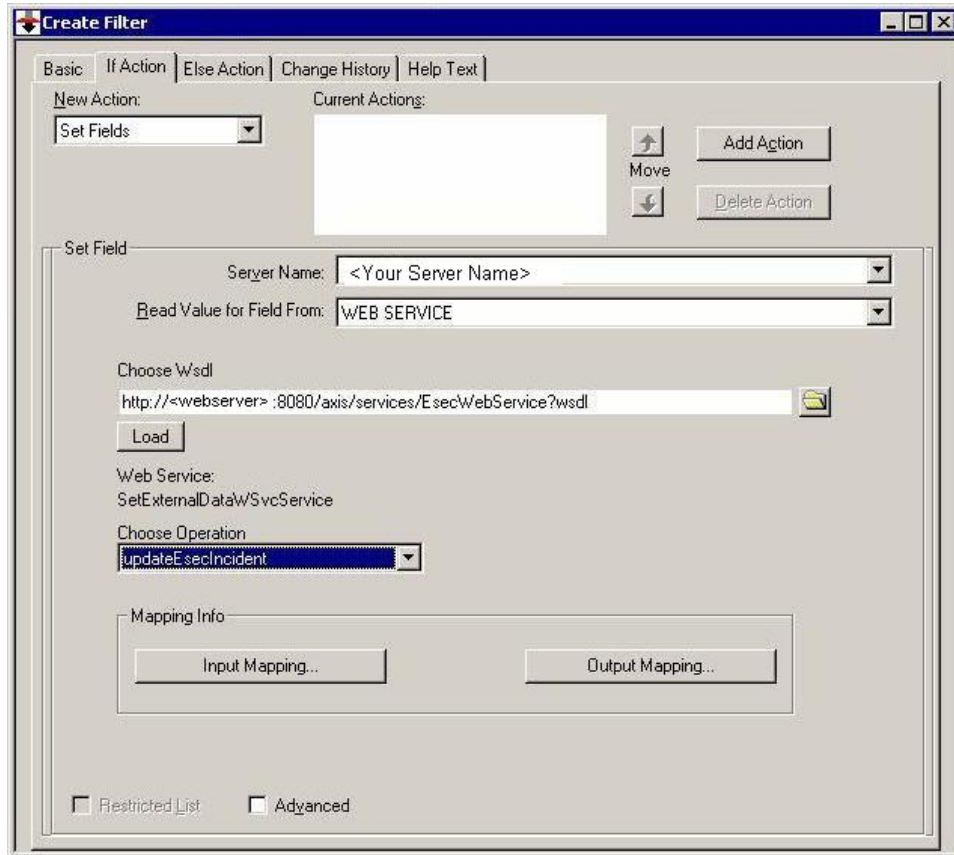 Create Filter
Basic If Action Else Action Change History Help Text
New Action: Current Actions:
Set Fields
Add Action
Move
Delete Action
Set Field
Server Name: <Your Server Name>
Read Value for Field From: WEB SERVICE
Choose Wsdl
http://<webserver> :8080/axis/services/EsecWebService?wsdl
Load
Web Service:
SetExternalDataWSvcService
Choose Operation
updateEsecIncident
Mapping Info
Input Mapping... Output Mapping...
Restricted List Advanced